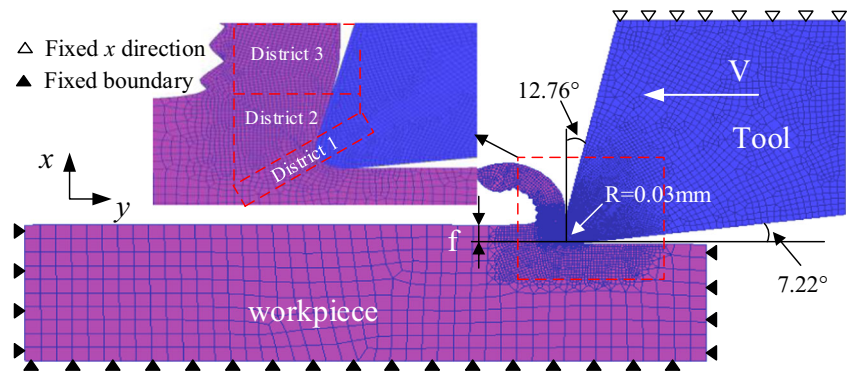 △ Fixed x direction
▲ Fixed boundary
District 3
District 2
District 1
x
y
12.76°
V
Tool
R=0.03mm
f
7.22°
workpiece